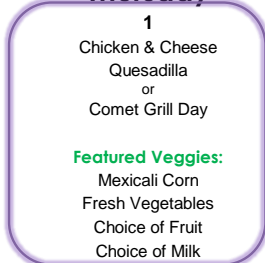 1
Chicken & Cheese
Quesadilla
or
Comet Grill Day
Featured Veggies:
Mexicali Corn
Fresh Vegetables
Choice of Fruit
Choice of Milk